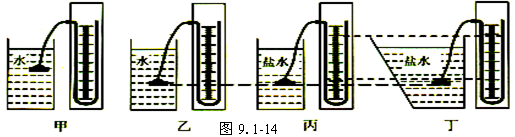 水 水 盐水 盐水
甲 乙 丙 丁
图 9.1-14